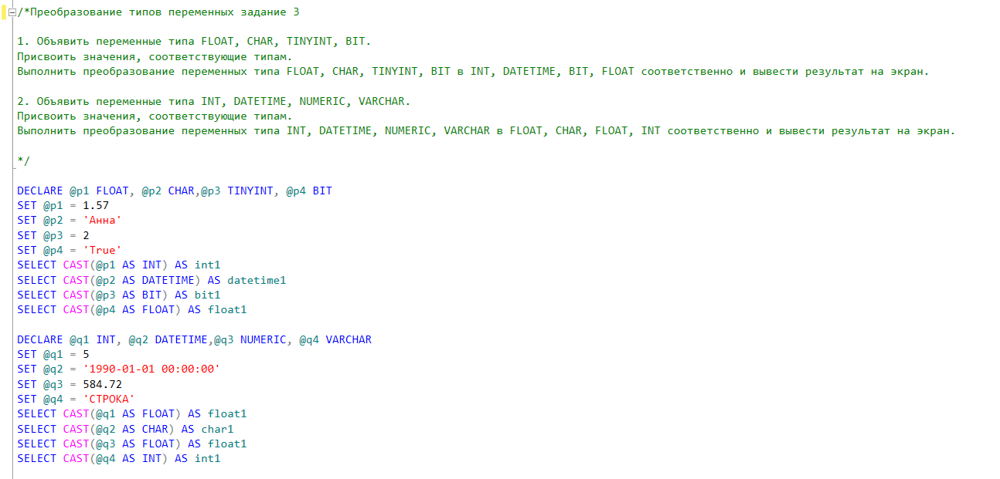 /*Преобразование типов переменных задание 3
1. Объявить переменные типа FLOAT, CHAR, TINYINT, BIT.
Присвоить значения, соответствующие типам.
Выполнить преобразование переменных типа FLOAT, CHAR, TINYINT, BIT в INT, DATETIME, BIT, FLOAT соответственно и вывести результат на экран.
2. Объявить переменные типа INT, DATETIME, NUMERIC, VARCHAR.
Присвоить значения, соответствующие типам.
Выполнить преобразование переменных типа INT, DATETIME, NUMERIC, VARCHAR в FLOAT, CHAR, FLOAT, INT соответственно и вывести результат на экран.
*/
DECLARE @p1 FLOAT, @p2 CHAR,@p3 TINYINT, @p4 BIT
SET @p1 = 1.57
SET @p2 = 'Анна'
SET @p3 = 2
SET @p4 = 'True'
SELECT CAST(@p1 AS INT) AS int1
SELECT CAST(@p2 AS DATETIME) AS datetime1
SELECT CAST(@p3 AS BIT) AS bit1
SELECT CAST(@p4 AS FLOAT) AS float1
DECLARE @q1 INT, @q2 DATETIME,@q3 NUMERIC, @q4 VARCHAR
SET @q1 = 5
SET @q2 = '1990-01-01 00:00:00'
SET @q3 = 584.72
SET @q4 = 'СТРОКА'
SELECT CAST(@q1 AS FLOAT) AS float1
SELECT CAST(@q2 AS CHAR) AS char1
SELECT CAST(@q3 AS FLOAT) AS float1
SELECT CAST(@q4 AS INT) AS int1